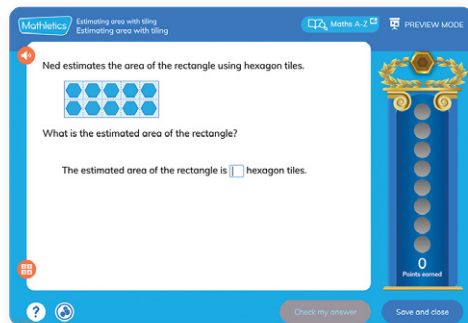 Mathletics
Estimating area with tiling
Estimating area with tiling
Maths A-Z
PREVIEW MODE
Ned estimates the area of the rectangle using hexagon tiles.
What is the estimated area of the rectangle?
The estimated area of the rectangle is hexagon tiles.
0
Points earned
?
Check my answer
Save and close